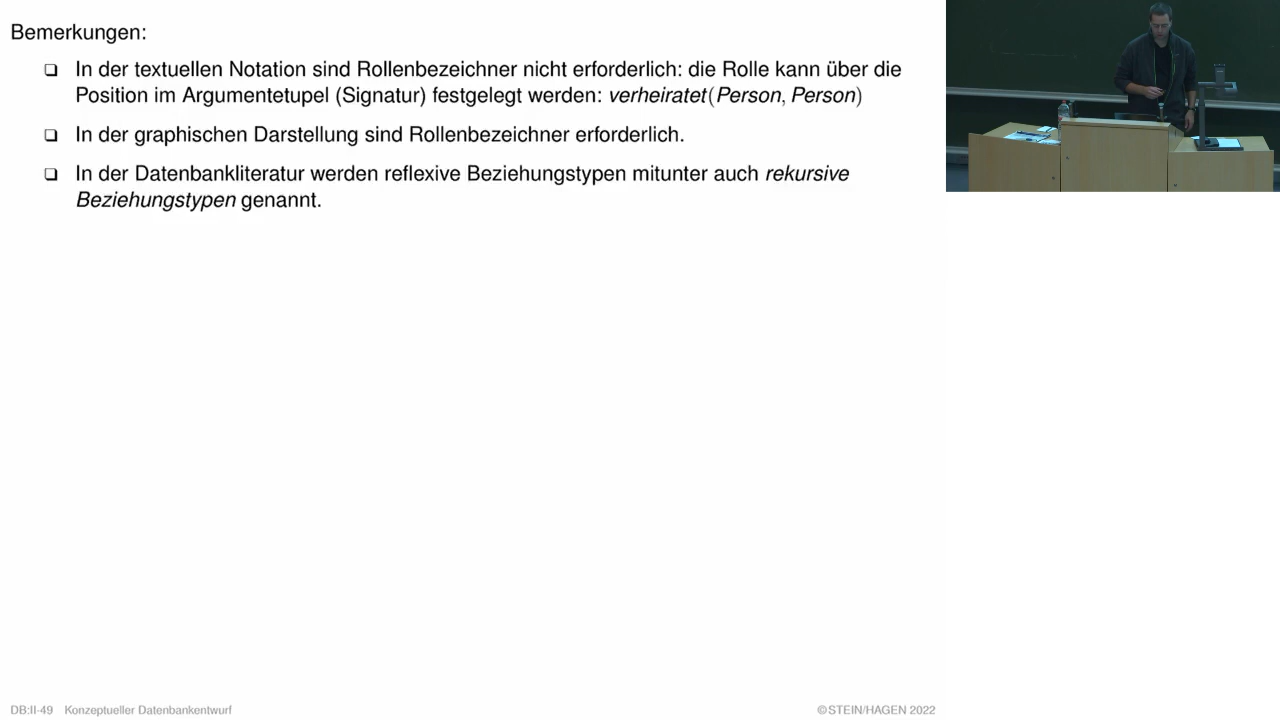 Bemerkungen:
❑ In der textuellen Notation sind Rollenbezeichner nicht erforderlich: die Rolle kann über die
Position im Argumentetupel (Signatur) festgelegt werden: verheiratet(Person, Person)
❑ In der graphischen Darstellung sind Rollenbezeichner erforderlich.
❑ In der Datenbankliteratur werden reflexive Beziehungstypen mitunter auch rekursive
Beziehungstypen genannt.
DB:II-49 Konzeptueller Datenbankentwurf
©STEIN/HAGEN 2022